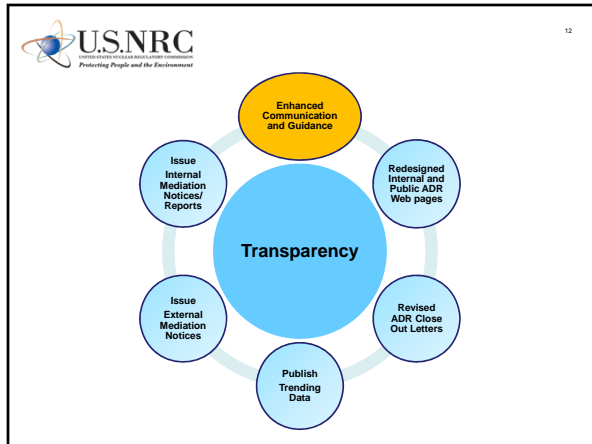 U.S.NRC
UNITED STATES NUCLEAR REGULATORY COMMISSION
Protecting People and the Environment
12
Enhanced
Communication
and Guidance
Redesigned
Internal and
Public ADR
Web pages
Revised
ADR Close
Out Letters
Publish
Trending
Data
Issue
External
Mediation
Notices
Issue
Internal
Mediation
Notices/
Reports
Transparency